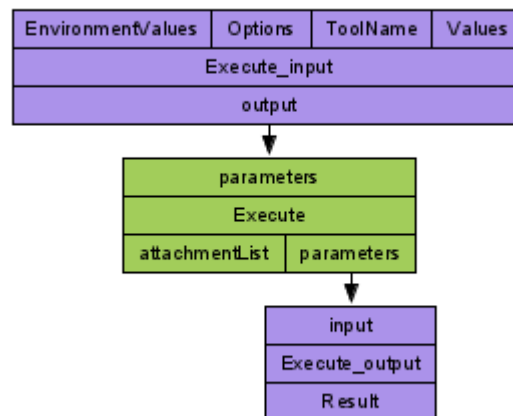 EnvironmentValues Options ToolName Values
Execute_input
output
parameters
Execute
attachmentList parameters
input
Execute_output
Result